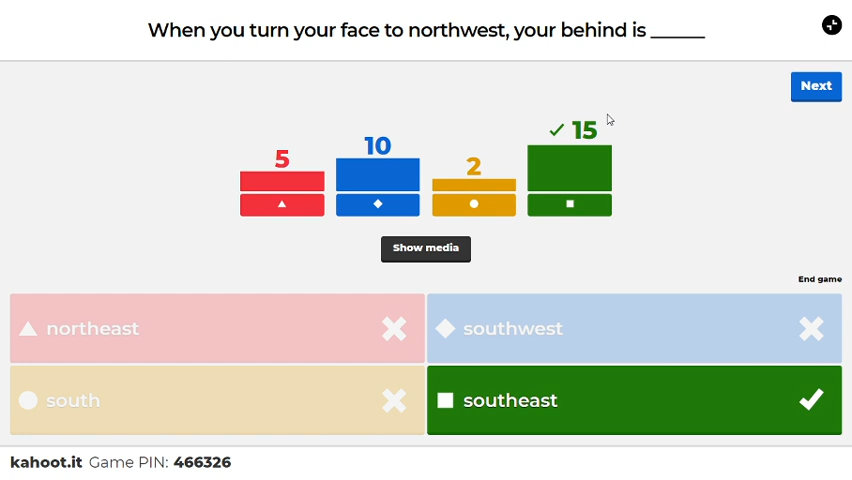 When you turn your face to northwest, your behind is ______
Next
5
10
2
15
Show media
End game
northeast
southwest
south
southeast
kahoot.it Game PIN: 466326